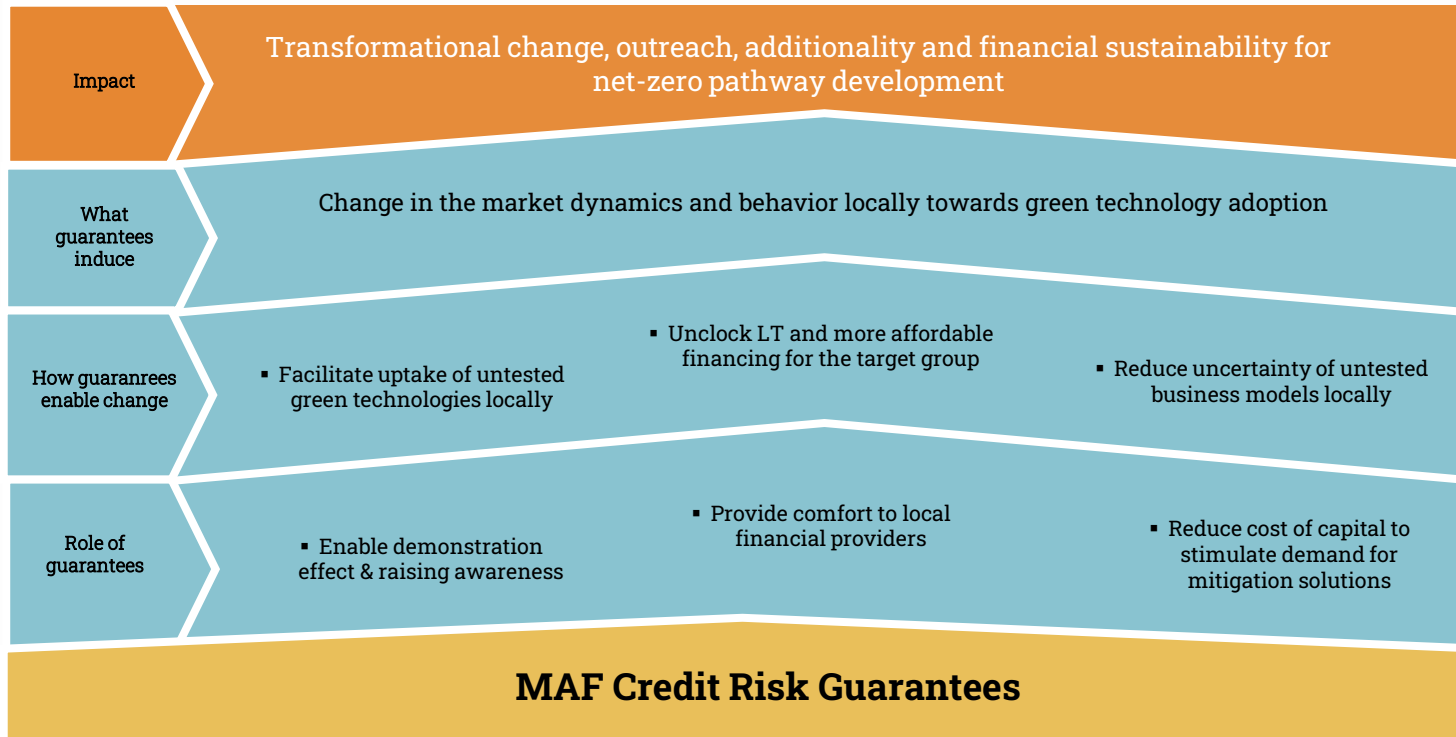 Impact
Transformational change, outreach, additionality and financial sustainability for
net-zero pathway development
What
guarantees
induce
Change in the market dynamics and behavior locally towards green technology adoption
How guaranrees
enable change
▪ Facilitate uptake of untested
green technologies locally
▪ Unclock LT and more affordable
financing for the target group
▪ Reduce uncertainty of untested
business models locally
Role of
guarantees
▪ Enable demonstration
effect & raising awareness
▪ Provide comfort to local
financial providers
▪ Reduce cost of capital to
stimulate demand for
mitigation solutions
MAF Credit Risk Guarantees